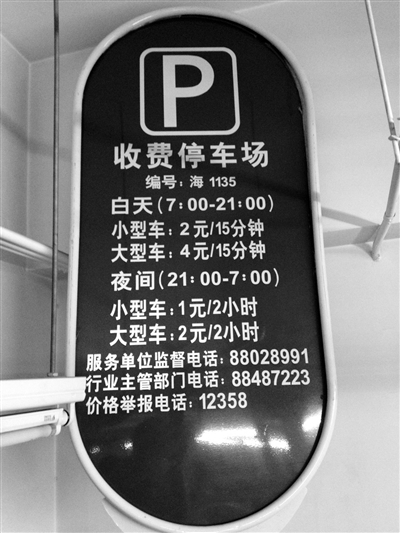 P
收费停车场
编号:海 1135
白天(7:00-21:00)
小型车:2元/15分钟
大型车:4元/15分钟
夜间(21:00-7:00)
小型车:1元/2小时
大型车:2元/2小时
服务单位监督电话:88028991
行业主管部门电话:88487223
价格举报电话:12358